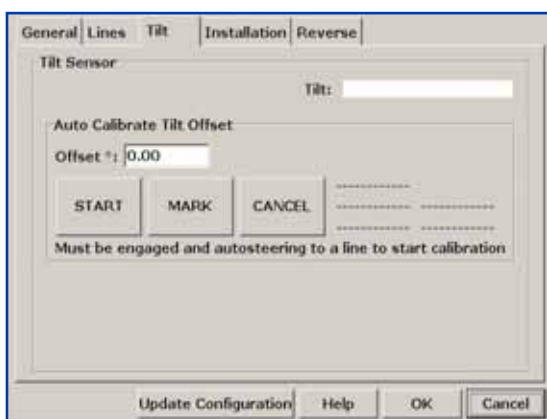 General Lines Tilt Installation Reverse
Tilt Sensor
Tilt:
Auto Calibrate Tilt Offset
Offset °: 0.00
START MARK CANCEL
------------
------------ ------------
------------ ------------
Must be engaged and autosteering to a line to start calibration
Update Configuration Help OK Cancel